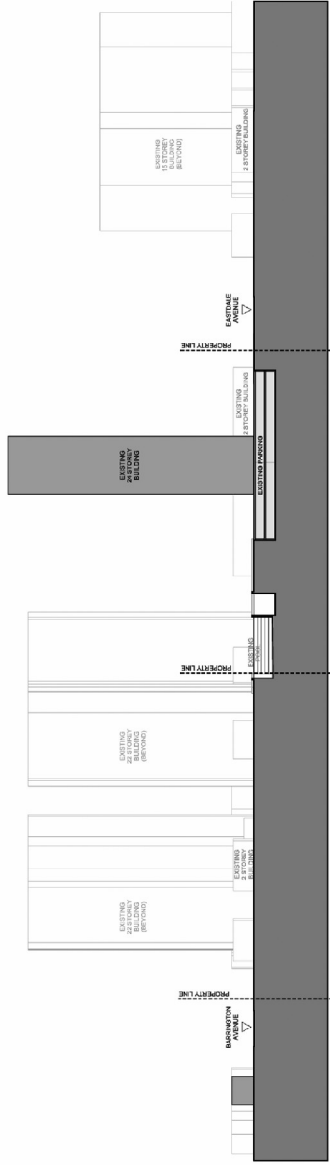 BARRINGTON
AVENUE
PROPERTY LINE
EXISTING
22 STOREY
BUILDING
(BEYOND)
EXISTING
2 STOREY
BUILDING
EXISTING
22 STOREY
BUILDING
(BEYOND)
PROPERTY LINE
EXISTING
EXISTING
24 STOREY
BUILDING
EXISTING
2 STOREY BUILDING
EXISTING PARKING
PROPERTY LINE
EASTDALE
AVENUE
EXISTING
15 STOREY
BUILDING
(BEYOND)
EXISTING
2 STOREY BUILDING